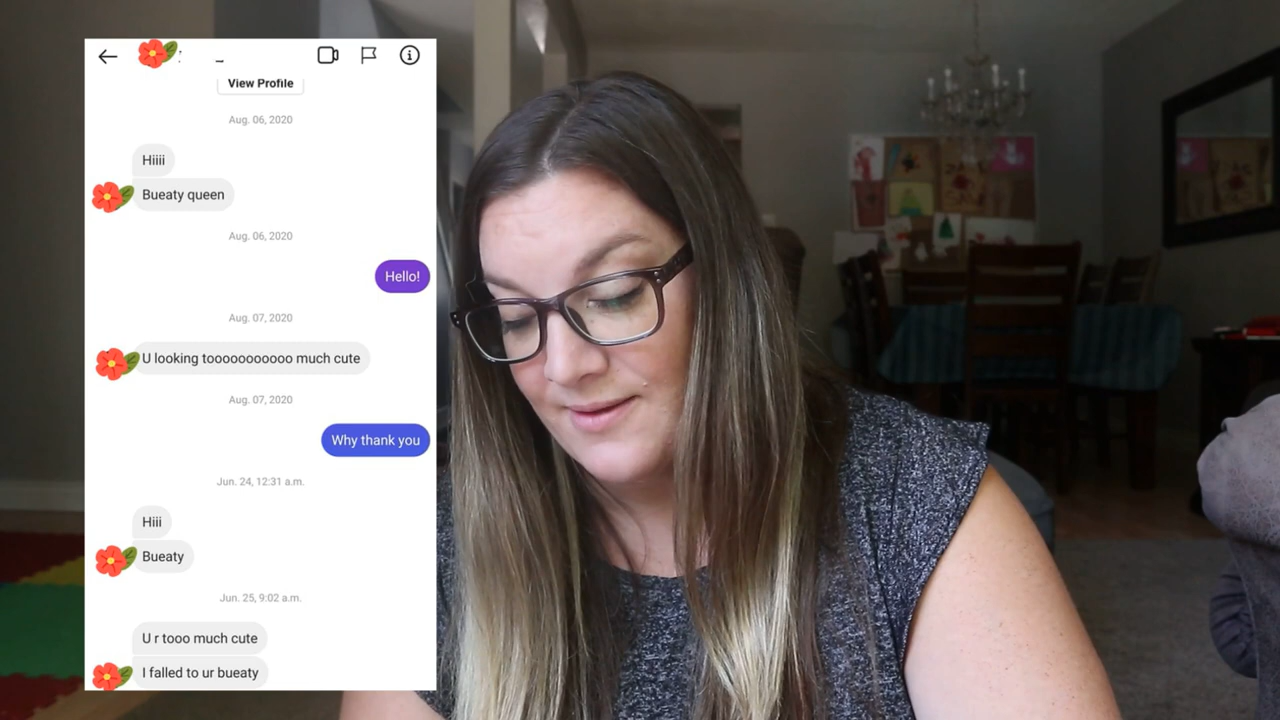 View Profile
Aug. 06, 2020
Hiiii
Bueaty queen
Aug. 06, 2020
Hello!
Aug. 07, 2020
U looking tooooooooooo much cute
Aug. 07, 2020
Why thank you
Jun. 24, 12:31 a.m.
Hiii
Bueaty
Jun. 25, 9:02 a.m.
U r tooo much cute
I falled to ur bueaty